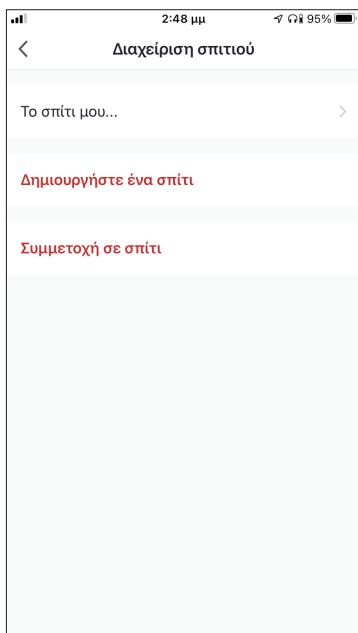 2:48 μμ
95%
Διαχείριση σπιτιού
Το σπίτι μου...
Δημιουργήστε ένα σπίτι
Συμμετοχή σε σπίτι